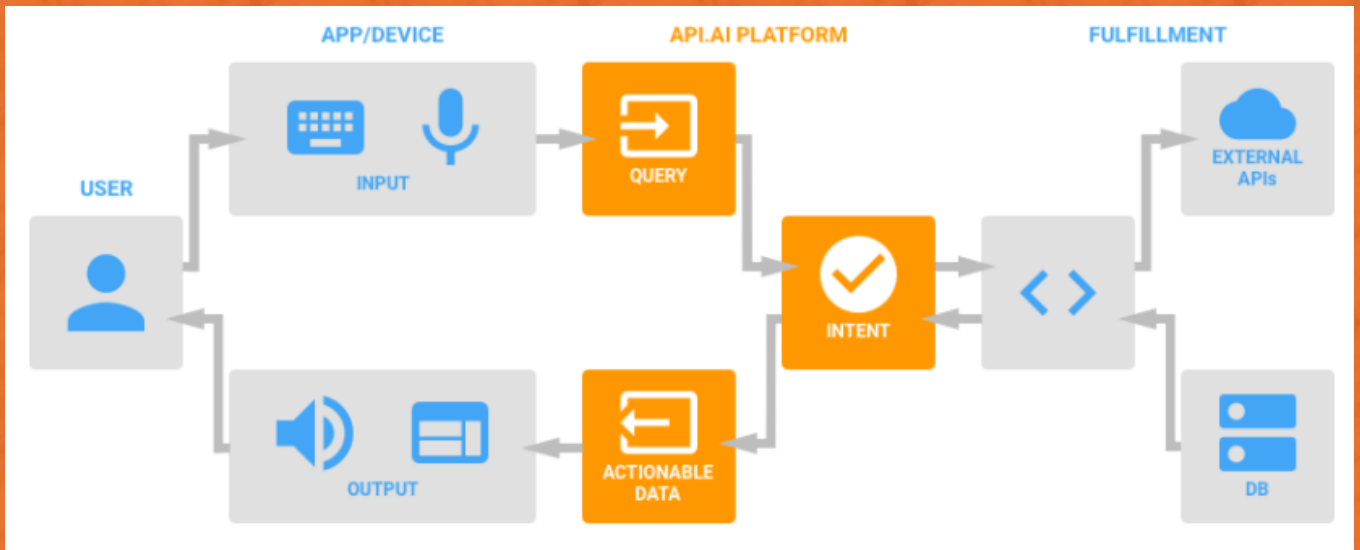 APP/DEVICE
API.AI PLATFORM
FULFILLMENT
USER
INPUT
QUERY
EXTERNAL
APIs
INTENT
OUTPUT
ACTIONABLE
DATA
DB